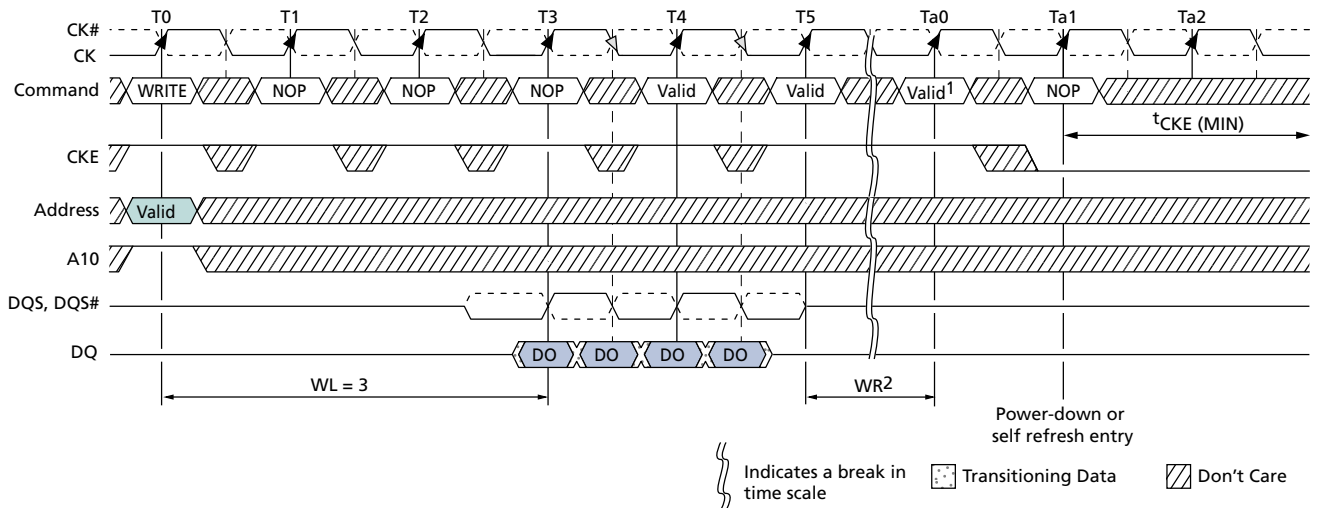 T0 T1 T2 T3 T4 T5 Ta0 Ta1 Ta2
CK#
CK
Command WRITE NOP NOP NOP Valid Valid Valid1 NOP
tCKE (MIN)
CKE
Address Valid
A10
DQS, DQS#
DQ DO DO DO DO
WL = 3 WR2
Power-down or
self refresh entry
Indicates a break in
time scale
Transitioning Data
Don't Care